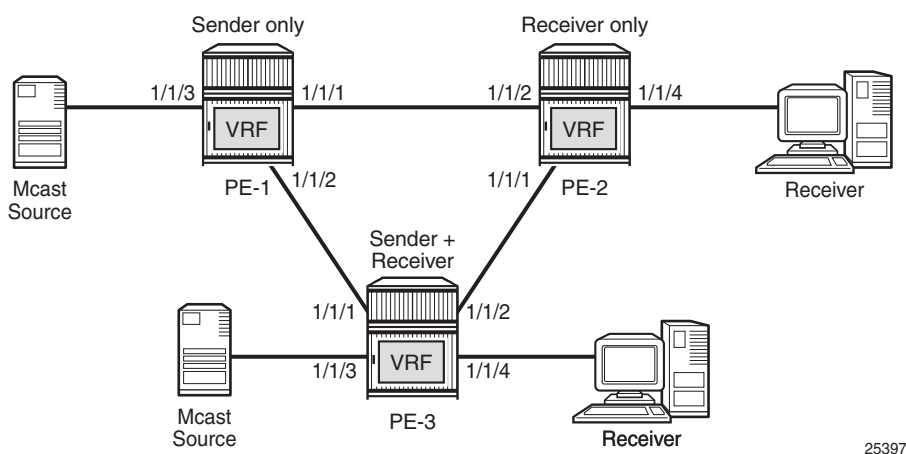 Sender only
Receiver only
1/1/3
1/1/1
1/1/2
1/1/4
VRF
VRF
Mcast
Source
PE-1
1/1/2
1/1/1
PE-2
Receiver
Sender +
Receiver
1/1/1
1/1/2
1/1/3
VRF
1/1/4
Mcast
Source
PE-3
Receiver
25397